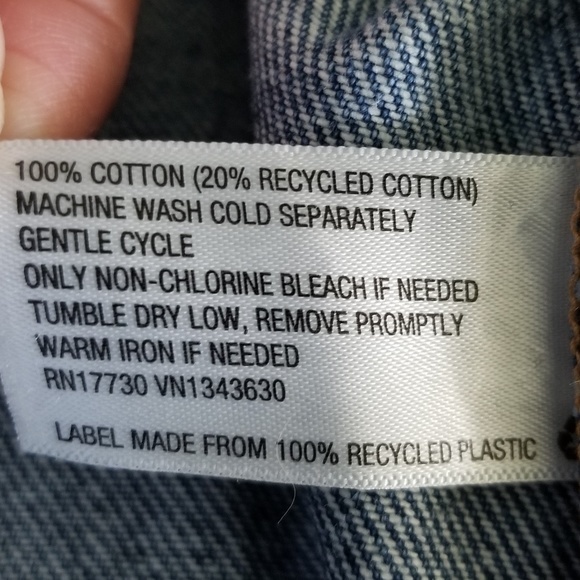 100% COTTON (20% RECYCLED COTTON)
MACHINE WASH COLD SEPARATELY
GENTLE CYCLE
ONLY NON-CHLORINE BLEACH IF NEEDED
TUMBLE DRY LOW, REMOVE PROMPTLY
WARM IRON IF NEEDED
RN17730 VN1343630
LABEL MADE FROM 100% RECYCLED PLASTIC